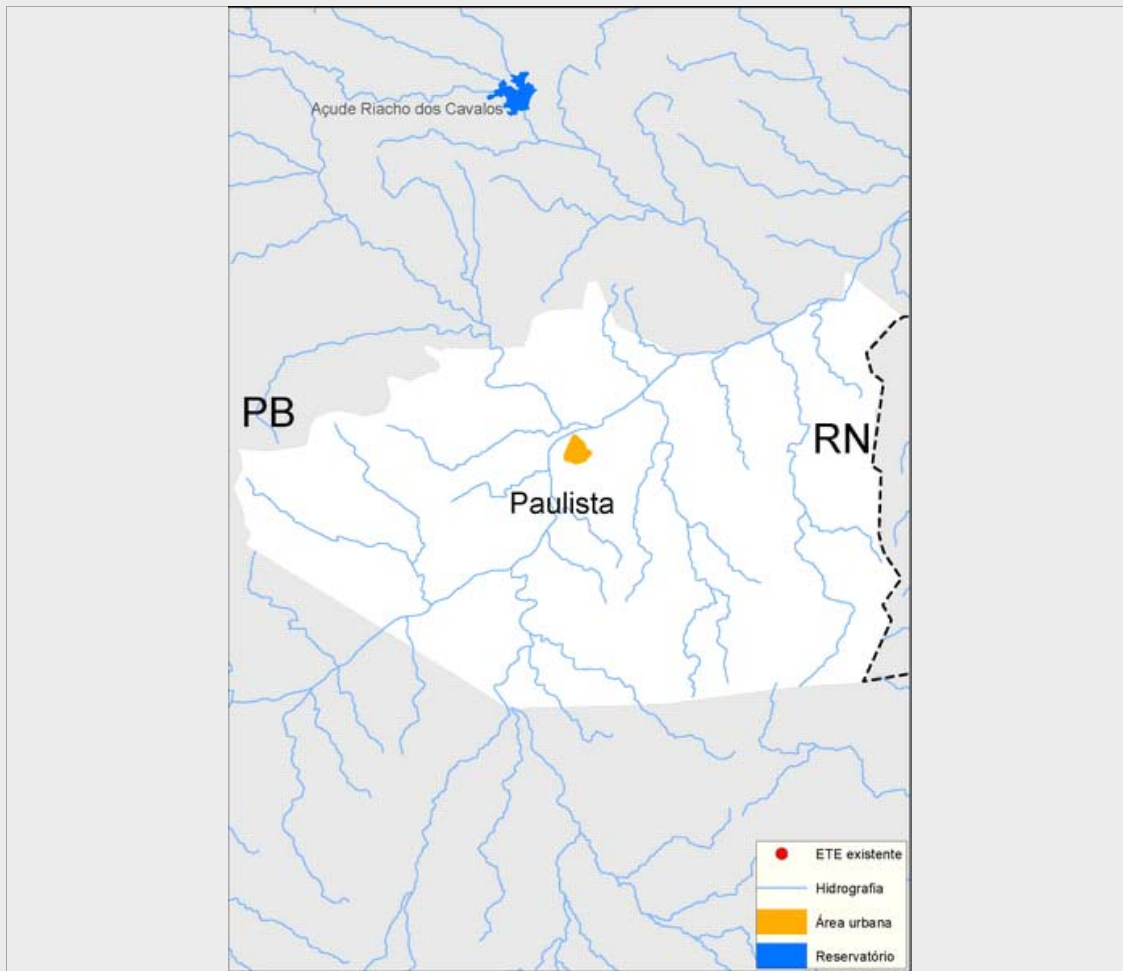 Açude Riacho dos Cavalos
PB
RN
Paulista
ETE existente
Hidrografia
Área urbana
Reservatório